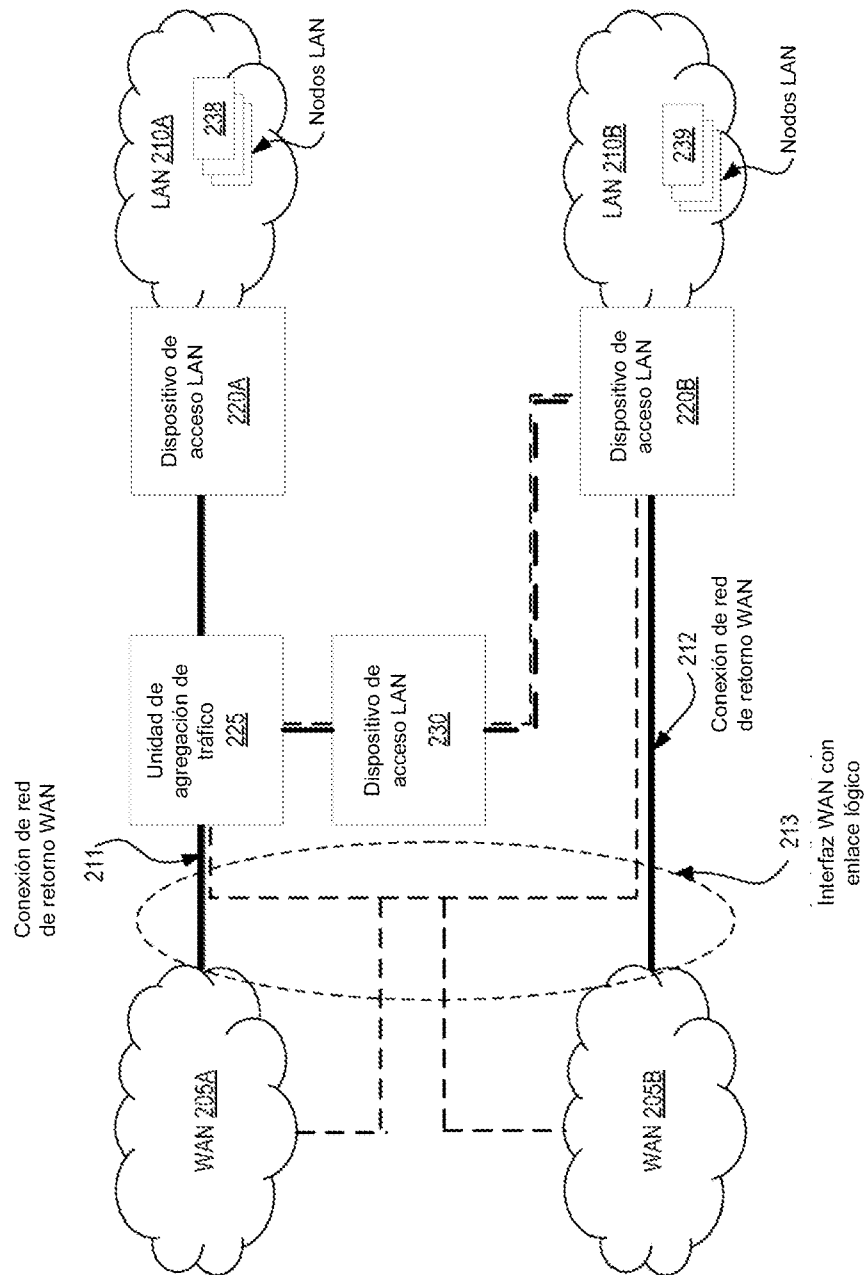 Conexión de red
de retorno WAN
211
WAN 205A
Unidad de
agregación de
tráfico
225
Dispositivo de
acceso LAN
220A
LAN 210A
238
Nodos LAN
Dispositivo de
acceso LAN
230
WAN 205B
213
Interfaz WAN con
enlace lógico
212
Conexión de red
de retorno WAN
Dispositivo de
acceso LAN
220B
LAN 210B
239
Nodos LAN